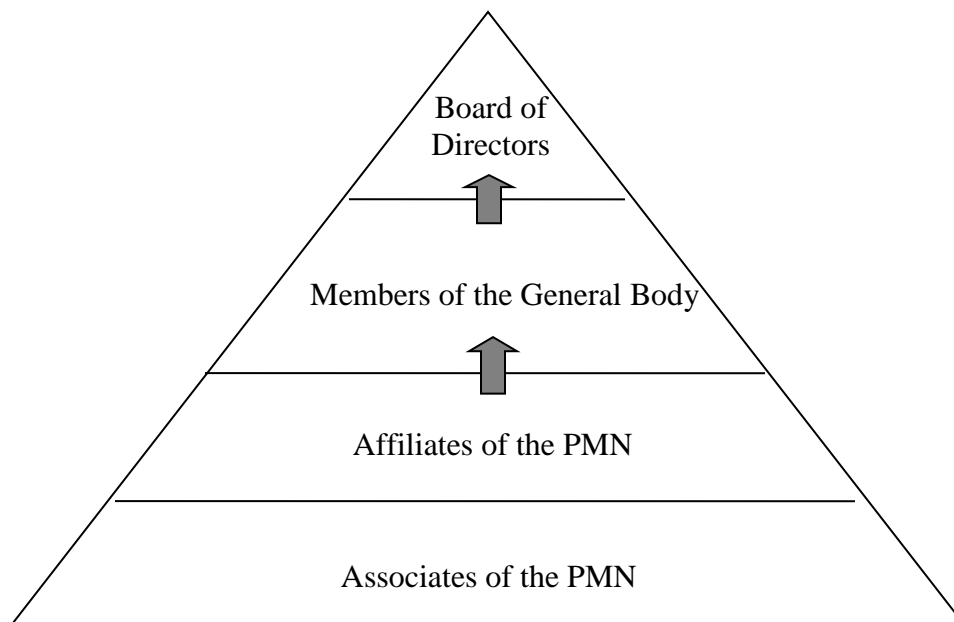 Board of
Directors
Members of the General Body
Affiliates of the PMN
Associates of the PMN